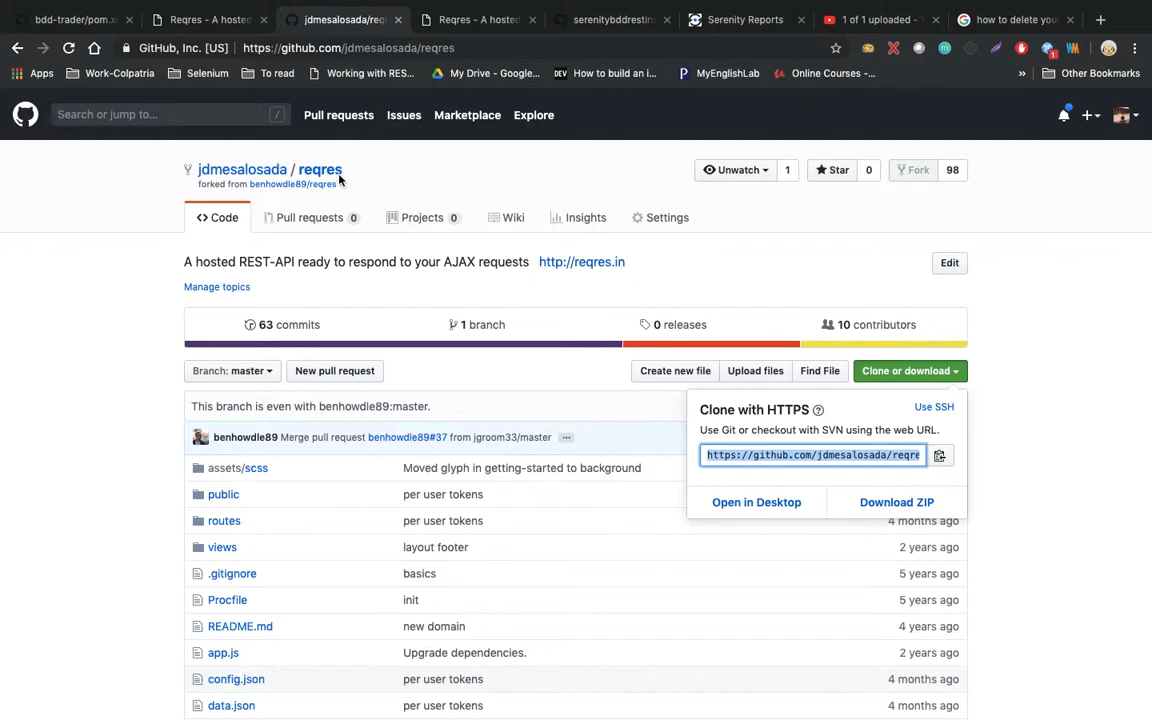 bdd-trader/pom.x
Reqres - A hosted
jdmesalosada/req
Reqres - A hosted
serenitybddrestin
Serenity Reports
1 of 1 uploaded - Y
how to delete you
GitHub, Inc. [US]
https://github.com/jdmesalosada/reqres
Apps
Work-Colpatria
Selenium
To read
Working with RES...
My Drive - Google...
DEV
How to build an i...
MyEnglishLab
Online Courses –...
»
Other Bookmarks
Search or jump to...
/
Pull requests
Issues
Marketplace
Explore
jdmesalosada / reqres
forked from benhowdle89/reqres
Unwatch
1
Star
0
Fork
98
Code
Pull requests 0
Projects 0
Wiki
Insights
Settings
A hosted REST-API ready to respond to your AJAX requests http://reqres.in
Edit
Manage topics
63 commits
1 branch
0 releases
10 contributors
Branch: master
New pull request
Create new file
Upload files
Find File
Clone or download
This branch is even with benhowdle89:master.
Clone with HTTPS
Use SSH
Use Git or checkout with SVN using the web URL.
https://github.com/jdmesalosada/reqre
Open in Desktop
Download ZIP
benhowdle89 Merge pull request benhowdle89#37 from jgroom33/master ...
assets/scss
Moved glyph in getting-started to background
public
per user tokens
routes
per user tokens
4 months ago
views
layout footer
2 years ago
.gitignore
basics
5 years ago
Procfile
init
5 years ago
README.md
new domain
4 years ago
app.js
Upgrade dependencies.
2 years ago
config.json
per user tokens
4 months ago
data.json
per user tokens
4 months ago